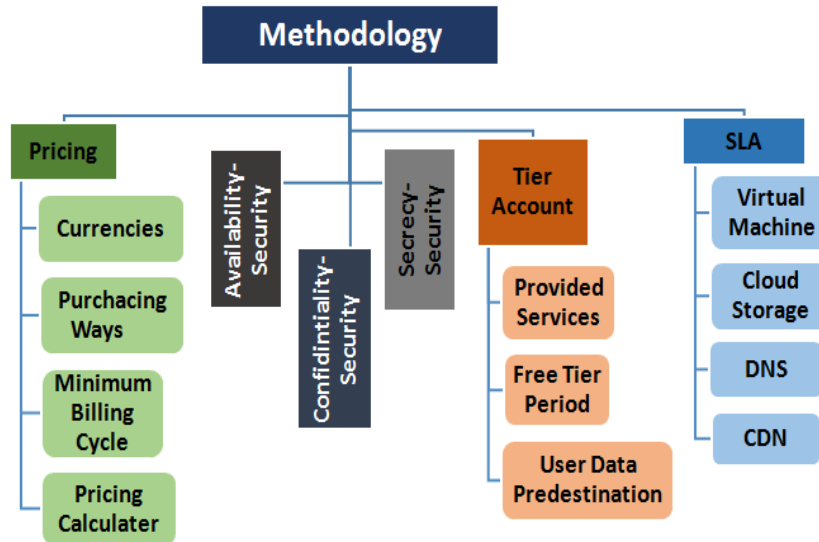 Methodology
Pricing
Currencies
Purchacing
Ways
Minimum
Billing
Cycle
Pricing
Calculater
Availability-
Security
Confidintiality-
Security
Secrecy-
Security
Tier
Account
Provided
Services
Free Tier
Period
User Data
Predestination
SLA
Virtual
Machine
Cloud
Storage
DNS
CDN